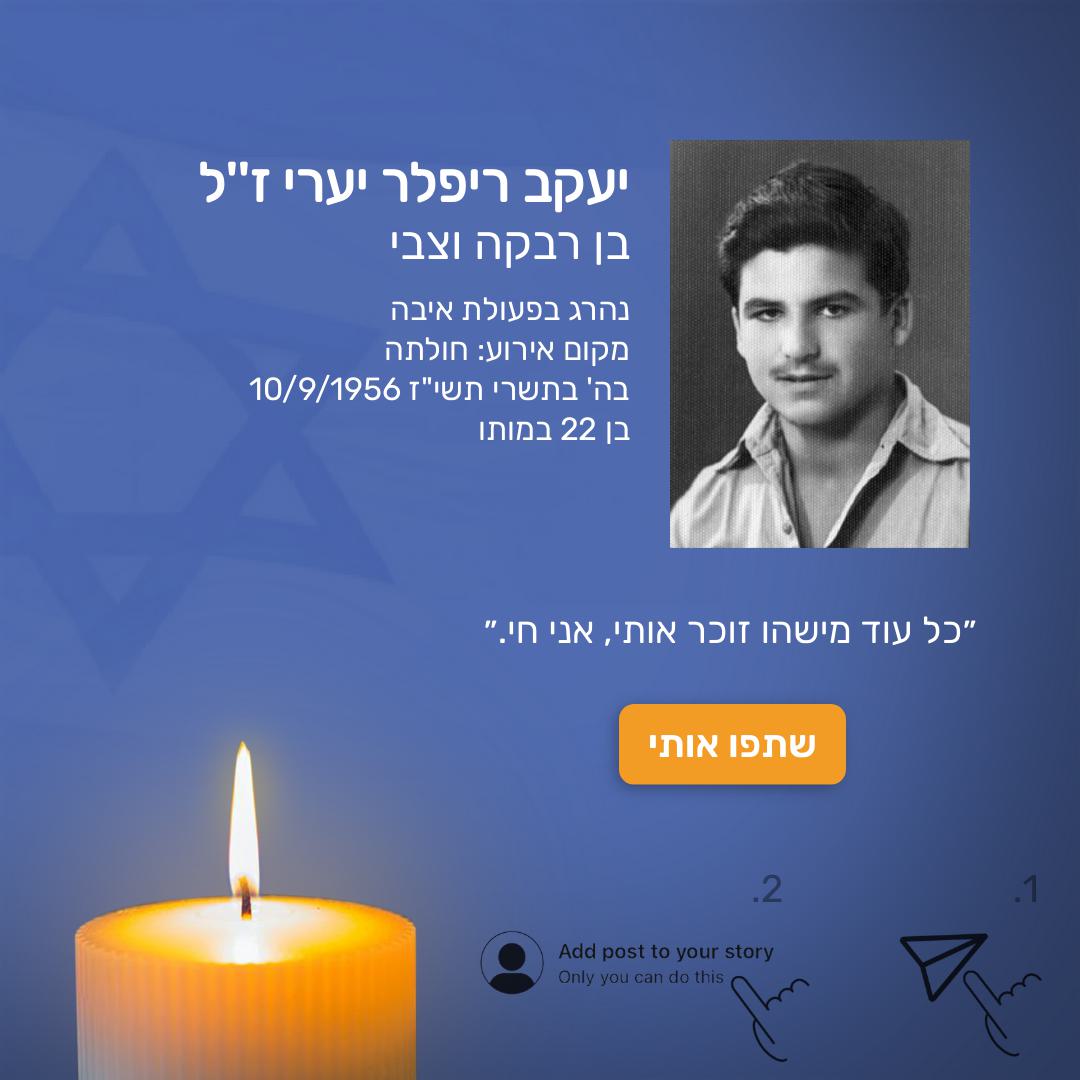 יעקב ריפלר יערי ז"ל
בן רבקה וצבי
נהרג בפעולת איבה
מקום אירוע: חולתה
בה' בתשרי תשי"ז 10/9/1956
בן 22 במותו
״כל עוד מישהו זוכר אותי, אני חי.״
שתפו אותי
1.
2.
Add post to your story
Only you can do this